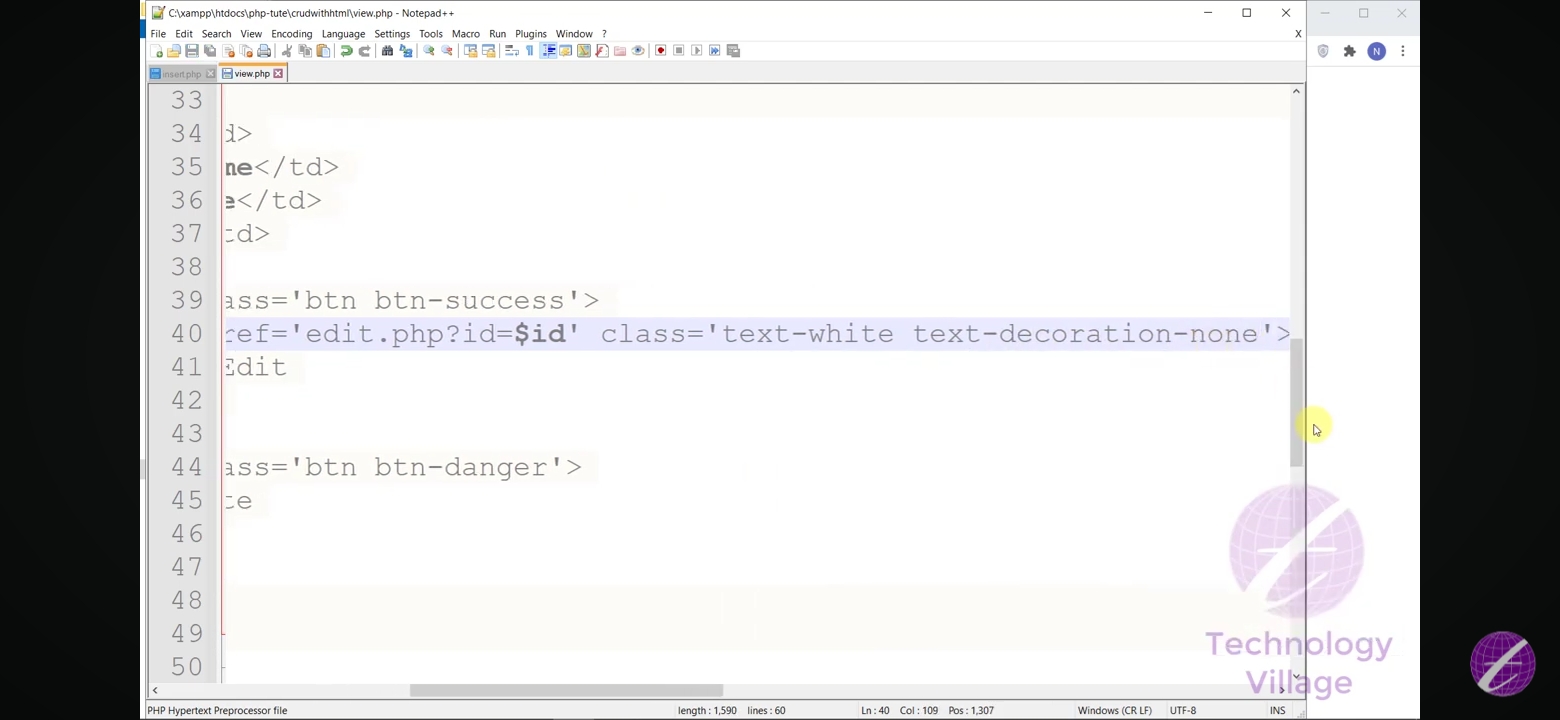 C:\xampp\htdocs\php-tute\crudwithhtml\view.php - Notepad++
File Edit Search View Encoding Language Settings Tools Macro Run Plugins Window ? X
N
insert.php view.php
33
34 d>
35 me</td>
36 e</td>
37 td>
38
39 ass='btn btn-success'>
40 ref='edit.php?id=$id' class='text-white text-decoration-none'>
41 Edit
42
43
44 ass='btn btn-danger'>
45 te
46
47
48
49
50
Technology
Village
PHP Hypertext Preprocessor file length : 1,590 lines : 60 Ln : 40 Col : 109 Pos : 1,307 Windows (CR LF) UTF-8 INS